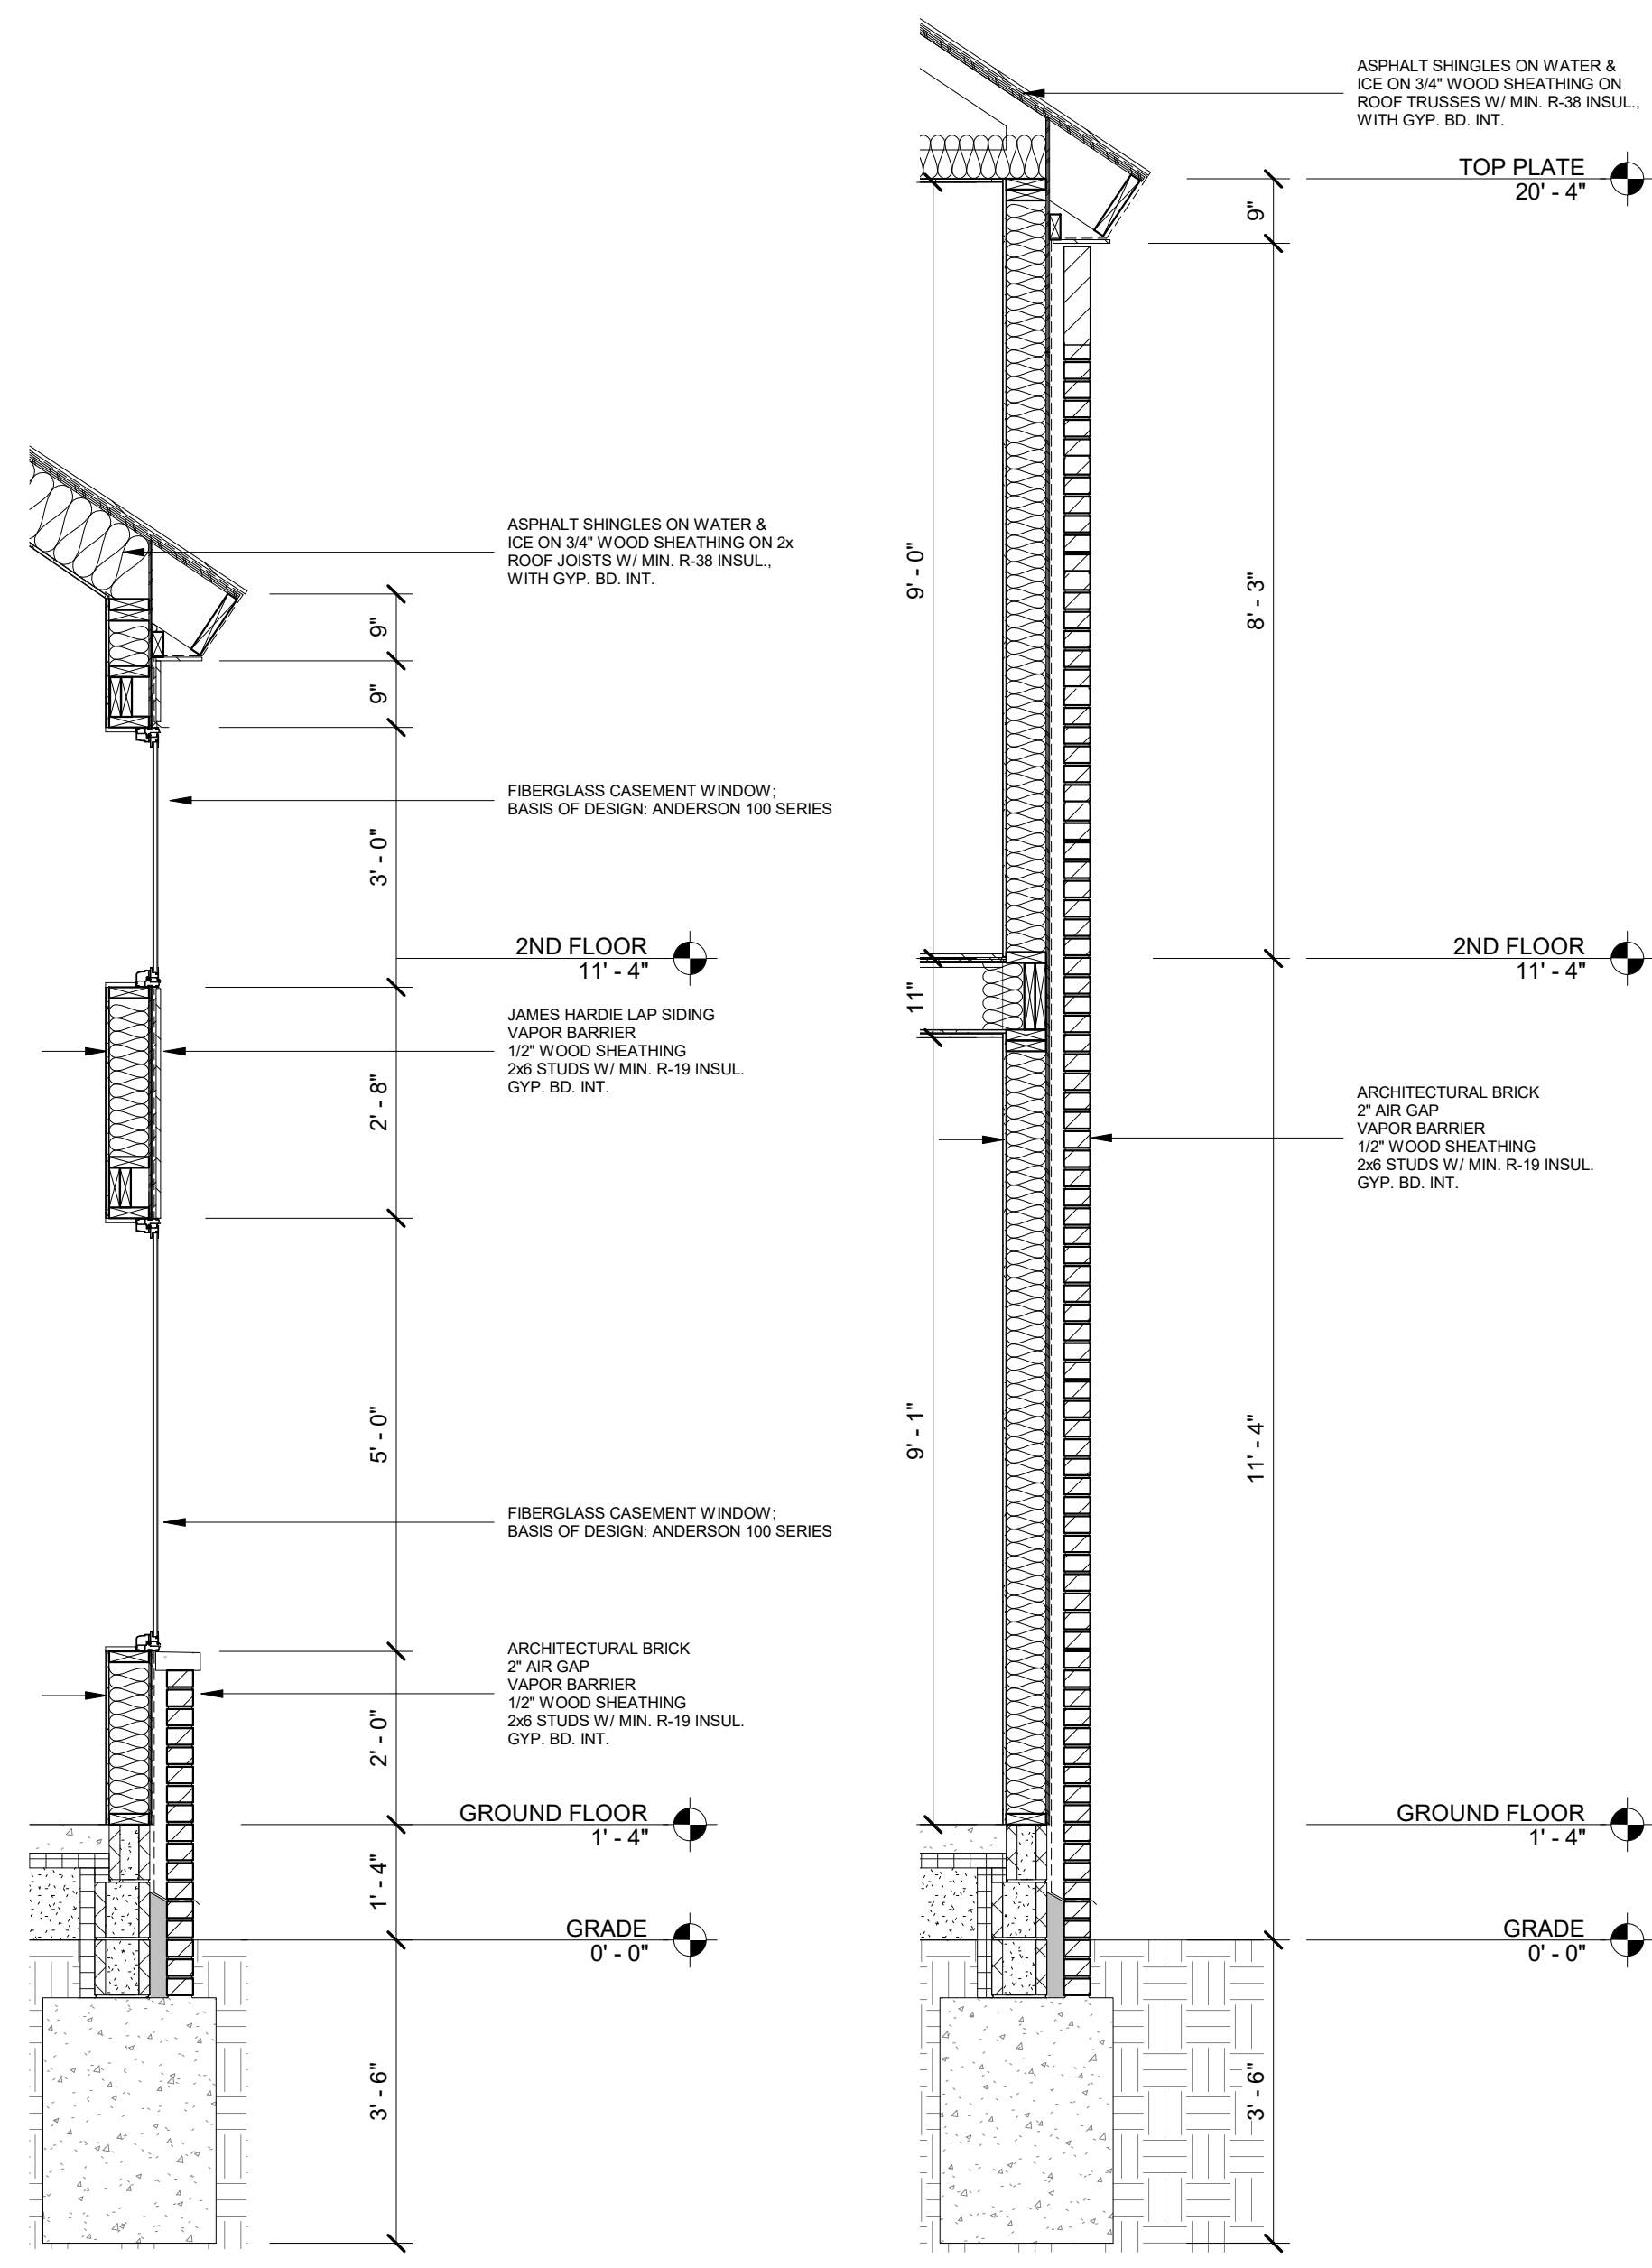 ASPHALT SHINGLES ON WATER &
ICE ON 3/4" WOOD SHEATHING ON 2x
ROOF JOISTS W/ MIN. R-38 INSUL.,
WITH GYP. BD. INT.
9"
9"
FIBERGLASS CASEMENT WINDOW;
BASIS OF DESIGN: ANDERSON 100 SERIES
3' - 0"
2ND FLOOR
11' - 4"
JAMES HARDIE LAP SIDING
VAPOR BARRIER
1/2" WOOD SHEATHING
2x6 STUDS W/ MIN. R-19 INSUL.
GYP. BD. INT.
2' - 8"
5' - 0"
FIBERGLASS CASEMENT WINDOW;
BASIS OF DESIGN: ANDERSON 100 SERIES
ARCHITECTURAL BRICK
2" AIR GAP
VAPOR BARRIER
1/2" WOOD SHEATHING
2x6 STUDS W/ MIN. R-19 INSUL.
GYP. BD. INT.
2' - 0"
GROUND FLOOR
1' - 4"
1' - 4"
GRADE
0' - 0"
3' - 6"
ASPHALT SHINGLES ON WATER &
ICE ON 3/4" WOOD SHEATHING ON
ROOF TRUSSES W/ MIN. R-38 INSUL.,
WITH GYP. BD. INT.
TOP PLATE
20' - 4"
9"
9' - 0"
8' - 3"
2ND FLOOR
11' - 4"
11"
ARCHITECTURAL BRICK
2" AIR GAP
VAPOR BARRIER
1/2" WOOD SHEATHING
2x6 STUDS W/ MIN. R-19 INSUL.
GYP. BD. INT.
9' - 1"
11' - 4"
GROUND FLOOR
1' - 4"
GRADE
0' - 0"
3' - 6"